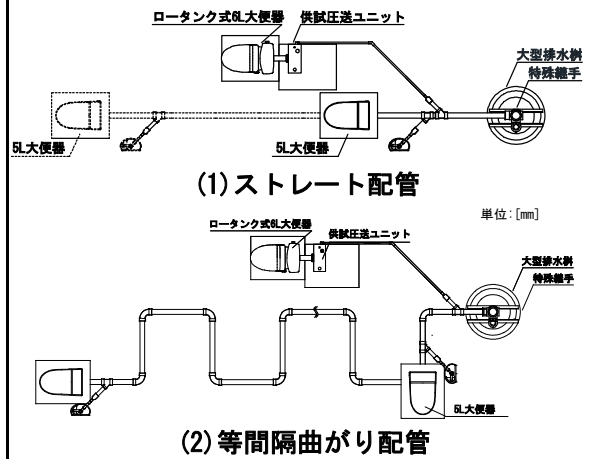 ロータンク式6L大便器 供試圧送ユニット
大型排水桝
特殊継手
5L大便器
5L大便器
(1)ストレート配管
単位:[mm]
ロータンク式6L大便器
供試圧送ユニット
大型排水桝
特殊継手
5L大便器
(2)等間隔曲がり配管